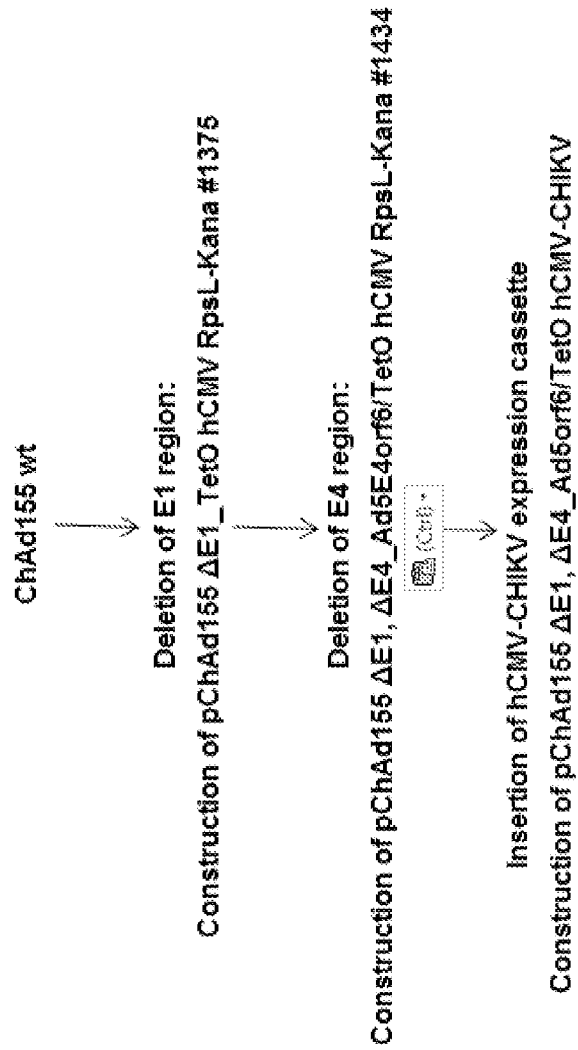 ChAd155 wt
Deletion of E1 region:
Construction of pChAd155 ΔE1_TetO hCMV RpsL-Kana #1375
Deletion of E4 region:
Construction of pChAd155 ΔE1, ΔE4_Ad5E4orf6/TetO hCMV RpsL-Kana #1434
(Ctrl)
Insertion of hCMV-CHIKV expression cassette
Construction of pChAd155 ΔE1, ΔE4_Ad5orf6/TetO hCMV-CHIKV